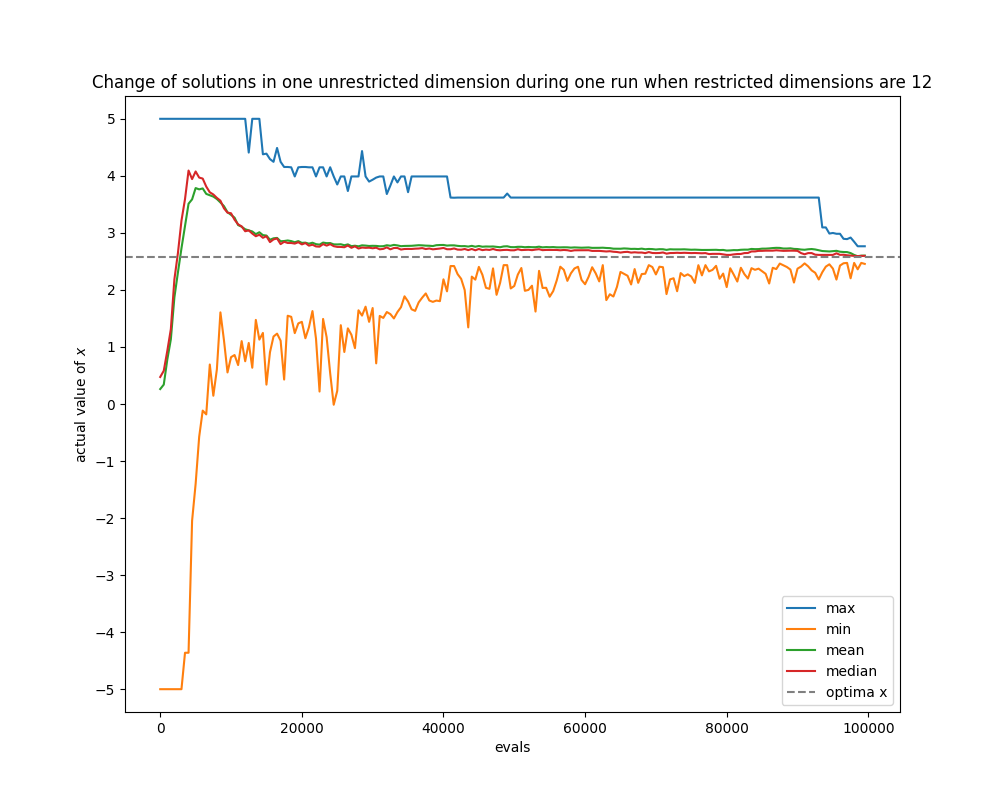 Change of solutions in one unrestricted dimension during one run when restricted dimensions are 12
5
4
3
2
1
0
−1
−2
−3
−4
−5
actual value of x
0
20000
40000
60000
80000
100000
evals
max
min
mean
median
optima x